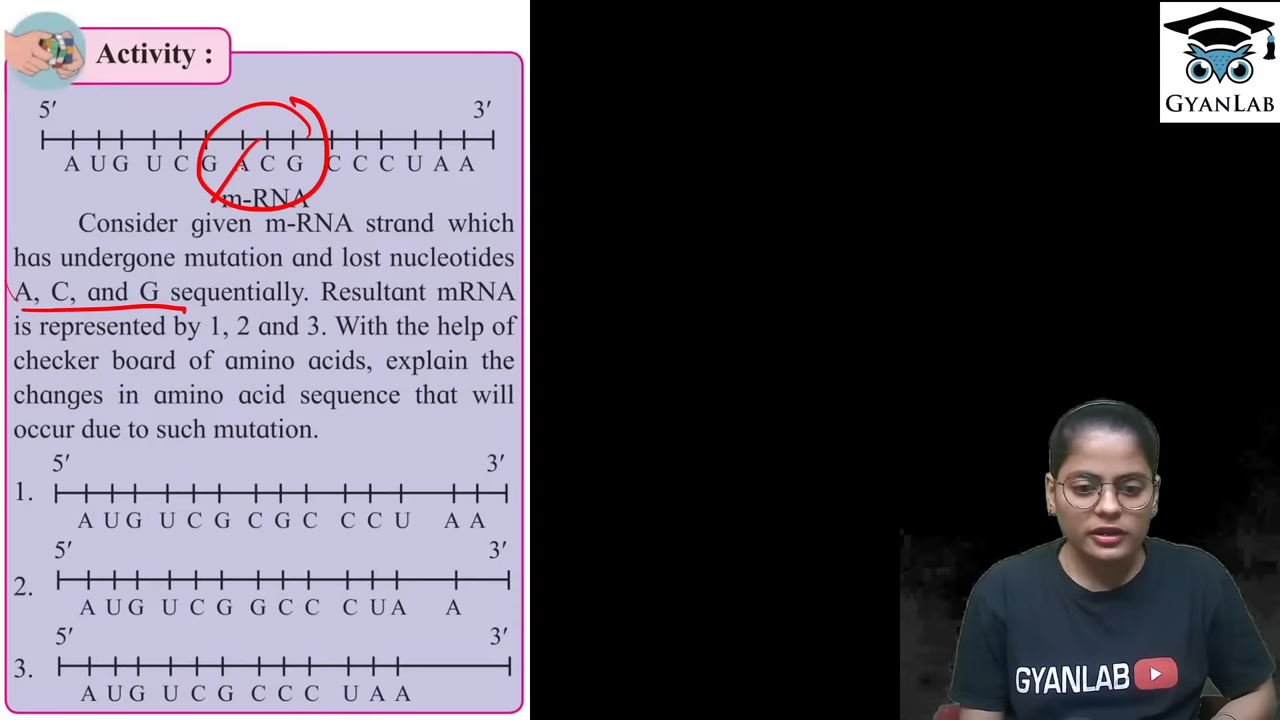 Activity :
5′ 3′
A U G U C G A C G C C C U A A
m-RNA
Consider given m-RNA strand which
has undergone mutation and lost nucleotides
A, C, and G sequentially. Resultant mRNA
is represented by 1, 2 and 3. With the help of
checker board of amino acids, explain the
changes in amino acid sequence that will
occur due to such mutation.
5′ 3′
1.
A U G U C G C G C C C U A A
5′ 3′
2.
A U G U C G G C C C U A A
5′ 3′
3.
A U G U C G C C C U A A
GYANLAB
GYANLAB